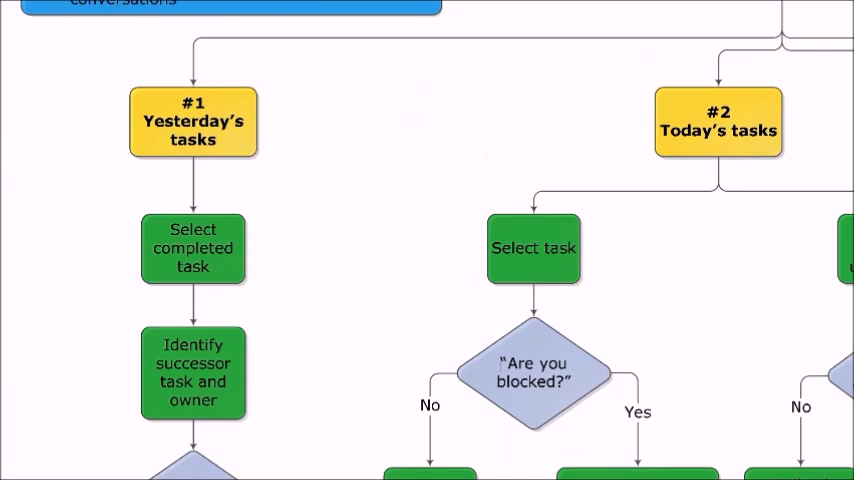 conversations
#1
Yesterday's
tasks
#2
Today's tasks
Select
completed
task
Select task
Identify
successor
task and
owner
"Are you
blocked?"
No
Yes
No